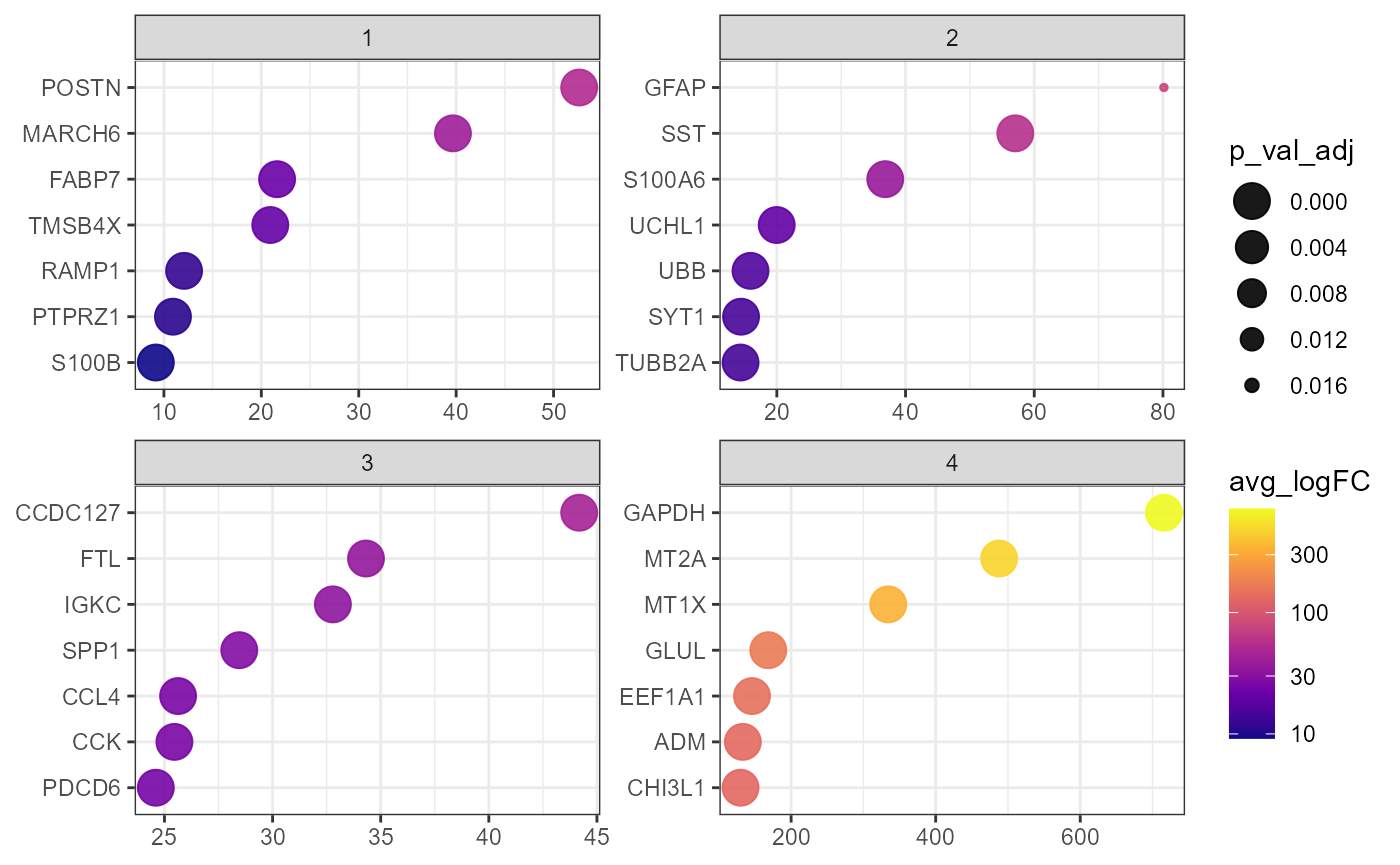 1
POSTN
MARCH6
FABP7
TMSB4X
RAMP1
PTPRZ1
S100B
10 20 30 40 50
2
GFAP
SST
S100A6
UCHL1
UBB
SYT1
TUBB2A
20 40 60 80
3
CCDC127
FTL
IGKC
SPP1
CCL4
CCK
PDCD6
25 30 35 40 45
4
GAPDH
MT2A
MT1X
GLUL
EEF1A1
ADM
CHI3L1
200 400 600
p_val_adj
0.000
0.004
0.008
0.012
0.016
avg_logFC
300
100
30
10